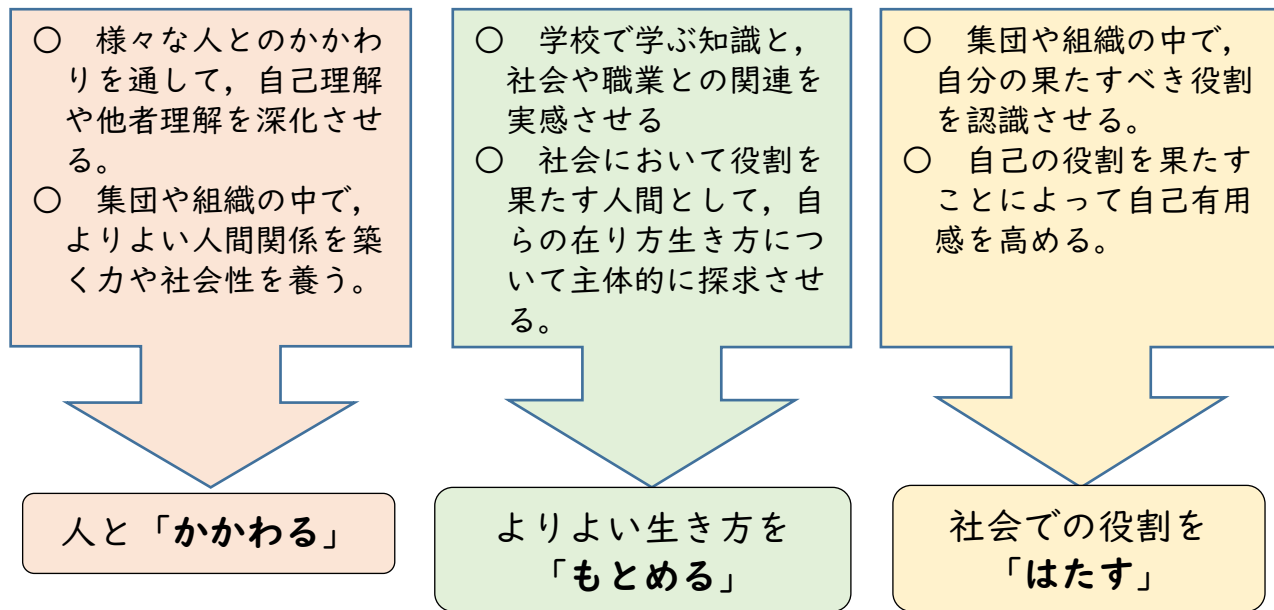 ○　様々な人とのかかわ
りを通して，自己理解
や他者理解を深化させ
る。
○　集団や組織の中で，
よりよい人間関係を築
く力や社会性を養う。
人と「かかわる」
○　学校で学ぶ知識と，
社会や職業との関連を
実感させる
○　社会において役割を
果たす人間として，自
らの在り方生き方につ
いて主体的に探求させ
る。
よりよい生き方を
「もとめる」
○　集団や組織の中で，
自分の果たすべき役割
を認識させる。
○　自己の役割を果たす
ことによって自己有用
感を高める。
社会での役割を
「はたす」